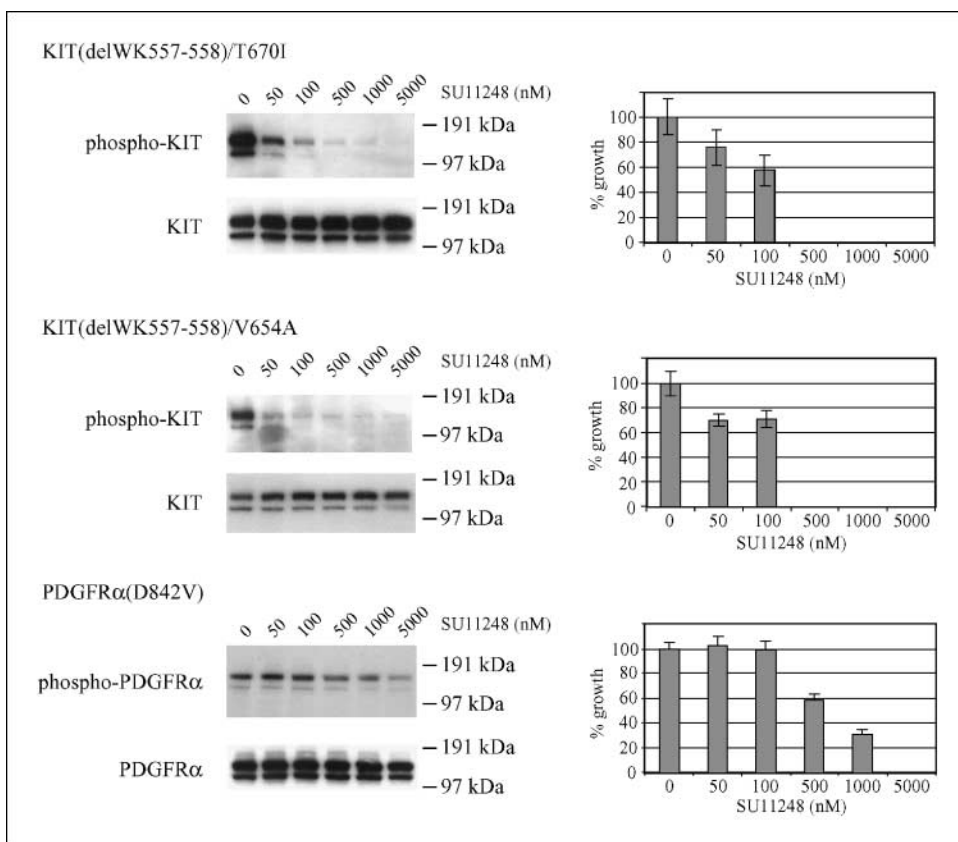 KIT(delWK557-558)/T670I
0 50 100 500 1000 5000 SU11248 (nM)
phospho-KIT
191 kDa
97 kDa
KIT
191 kDa
97 kDa
% growth
100
80
60
40
20
0
0 50 100 500 1000 5000
SU11248 (nM)
KIT(delWK557-558)/V654A
0 50 100 500 1000 5000 SU11248 (nM)
phospho-KIT
191 kDa
97 kDa
KIT
191 kDa
97 kDa
% growth
100
80
60
40
20
0
0 50 100 500 1000 5000
SU11248 (nM)
PDGFRα(D842V)
0 50 100 500 1000 5000 SU11248 (nM)
phospho-PDGFRα
191 kDa
97 kDa
PDGFRα
191 kDa
97 kDa
% growth
100
80
60
40
20
0
0 50 100 500 1000 5000
SU11248 (nM)